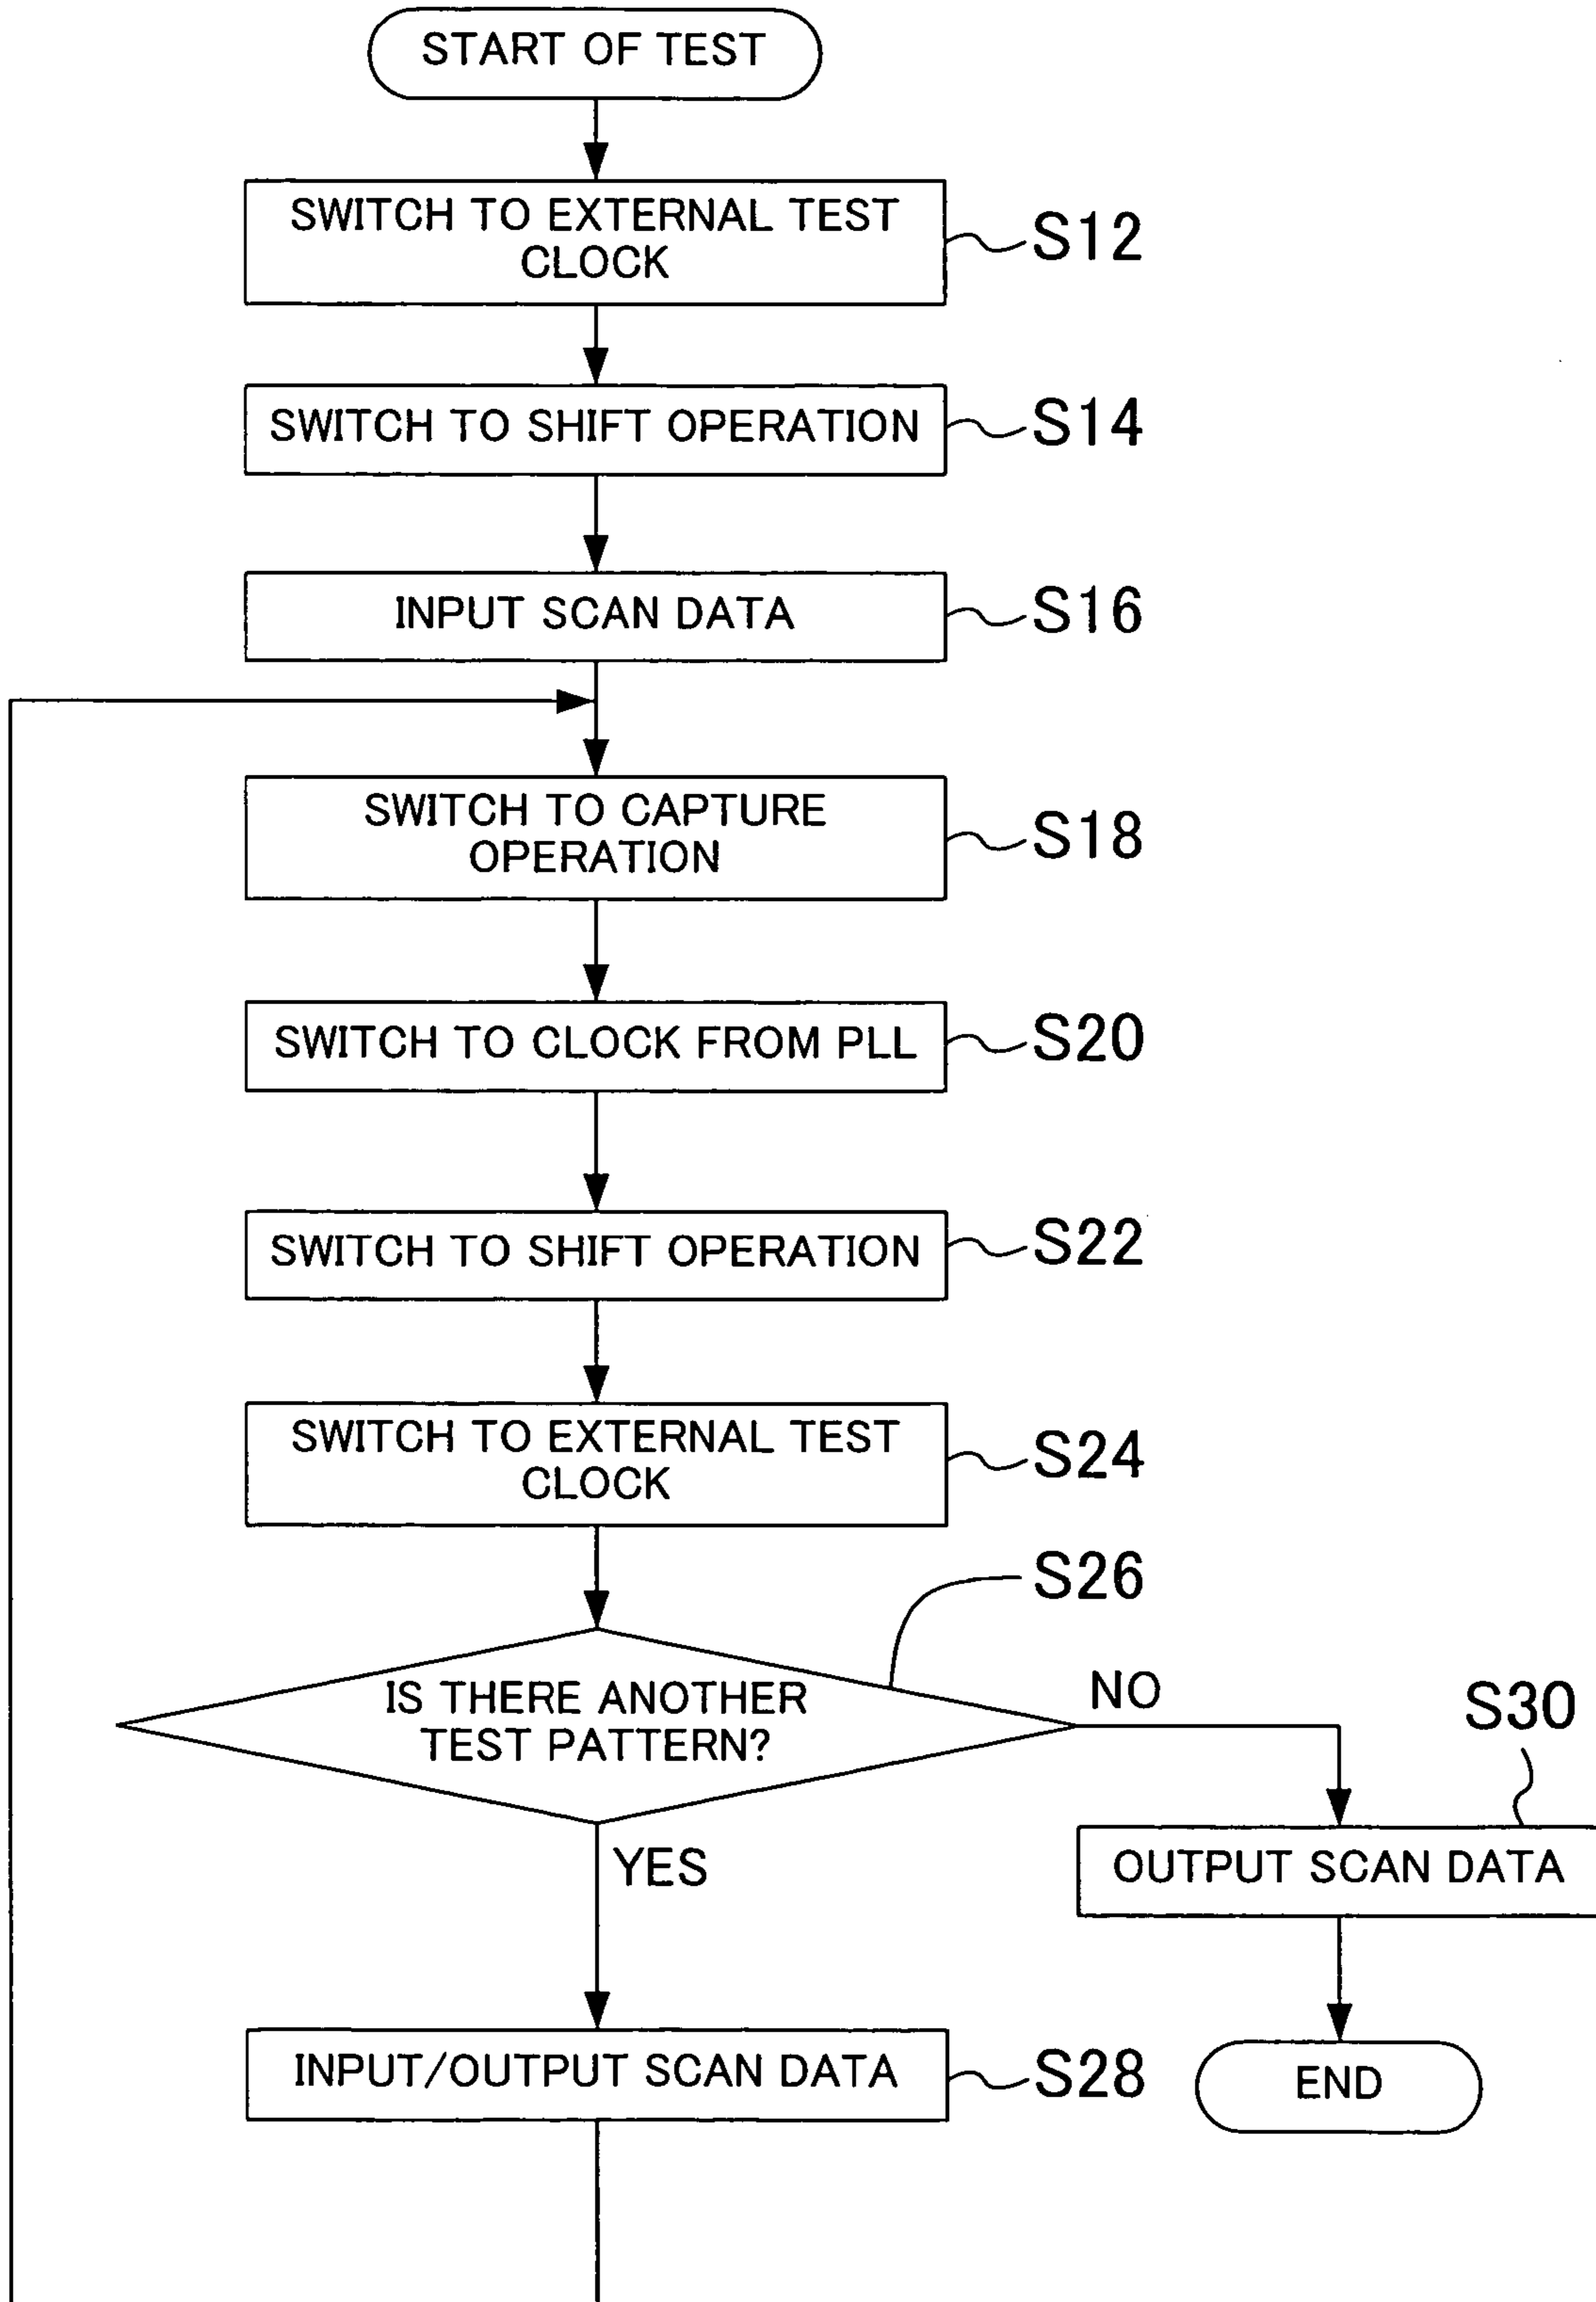 START OF TEST
SWITCH TO EXTERNAL TEST
CLOCK
S12
SWITCH TO SHIFT OPERATION
S14
INPUT SCAN DATA
S16
SWITCH TO CAPTURE
OPERATION
S18
SWITCH TO CLOCK FROM PLL
S20
SWITCH TO SHIFT OPERATION
S22
SWITCH TO EXTERNAL TEST
CLOCK
S24
S26
IS THERE ANOTHER
TEST PATTERN?
NO
S30
YES
OUTPUT SCAN DATA
INPUT/OUTPUT SCAN DATA
S28
END